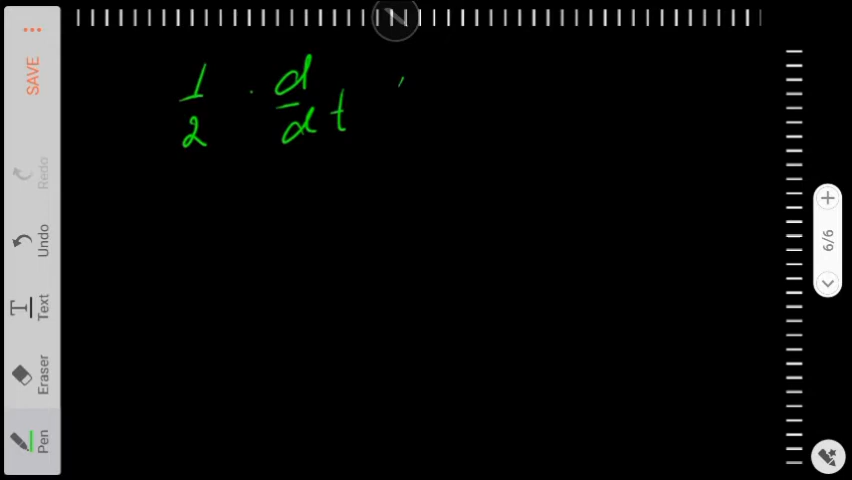 1/2 · d/dt
SAVE
Redo
Undo
Text
Eraser
Pen
6/6